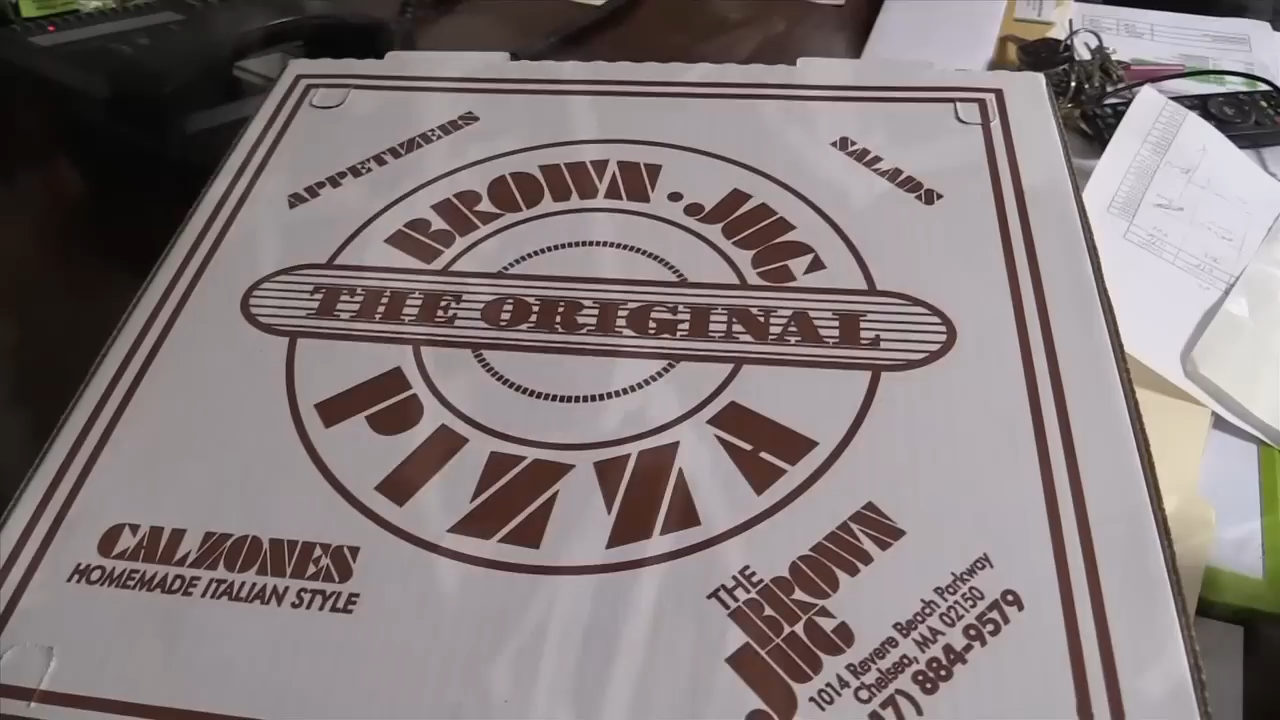 APPETIZERS
SALADS
BROWN JUG
THE ORIGINAL
PIZZA
CALZONES
HOMEMADE ITALIAN STYLE
THE
BROWN
JUG
1014 Revere Beach Parkway
Chelsea, MA 02150
17) 884-9579